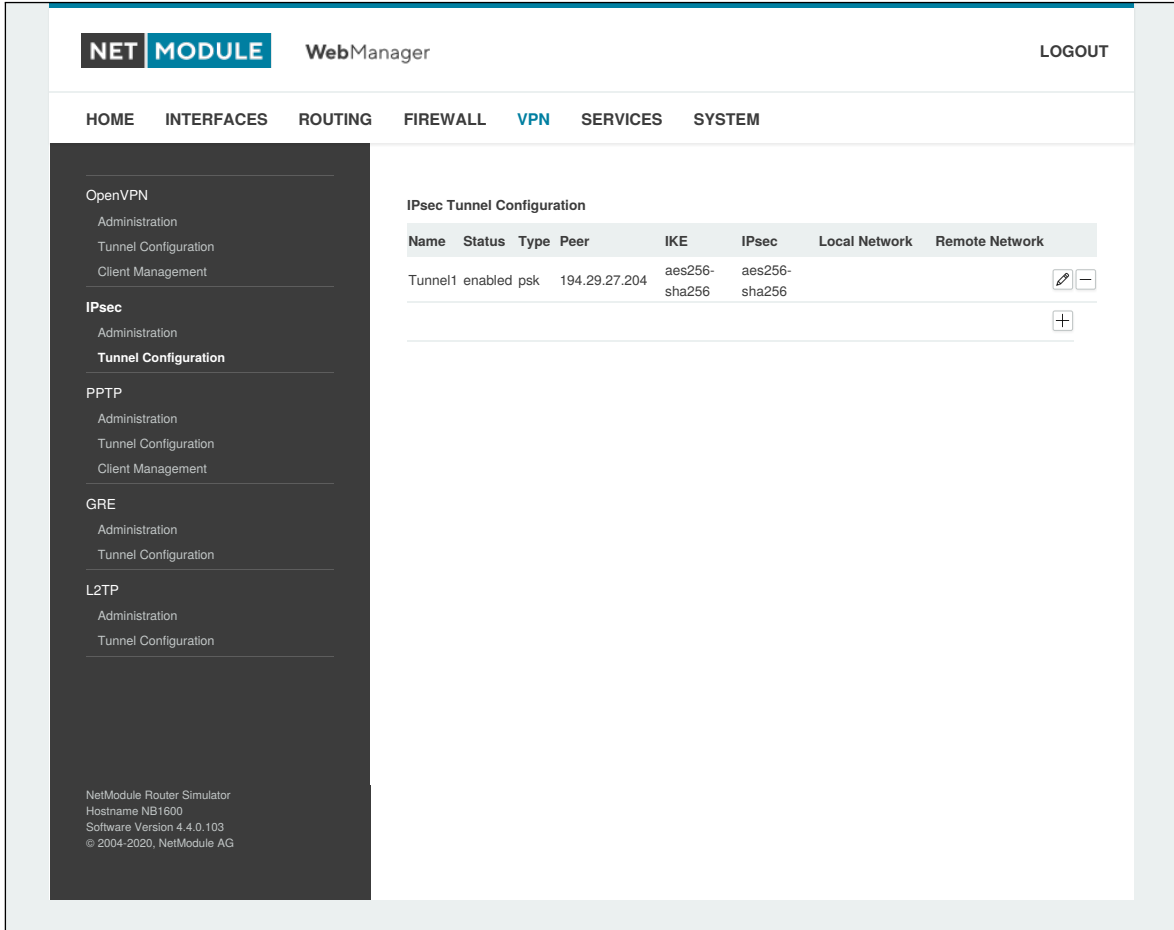 NET MODULE WebManager LOGOUT
HOME INTERFACES ROUTING FIREWALL VPN SERVICES SYSTEM
OpenVPN
Administration
Tunnel Configuration
Client Management
IPsec
Administration
Tunnel Configuration
PPTP
Administration
Tunnel Configuration
Client Management
GRE
Administration
Tunnel Configuration
L2TP
Administration
Tunnel Configuration
NetModule Router Simulator
Hostname NB1600
Software Version 4.4.0.103
© 2004-2020, NetModule AG
IPsec Tunnel Configuration
Name Status Type Peer IKE IPsec Local Network Remote Network
Tunnel1 enabled psk 194.29.27.204 aes256- aes256-
sha256 sha256